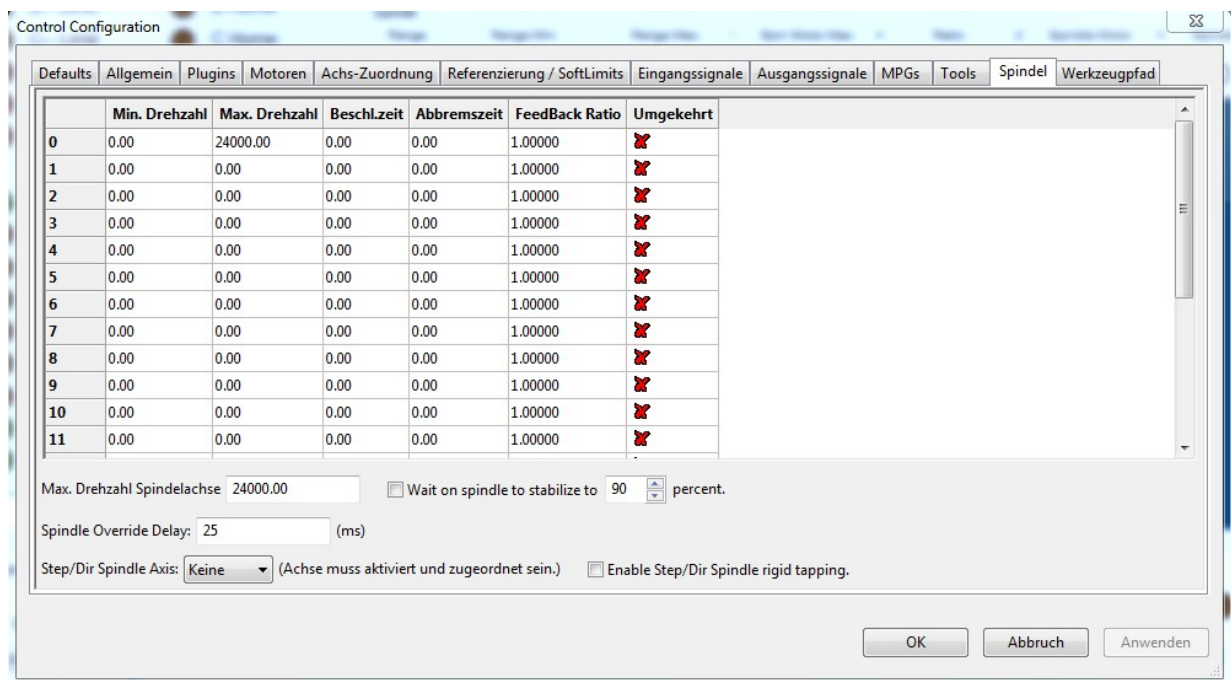 Control Configuration
Defaults Allgemein Plugins Motoren Achs-Zuordnung Referenzierung / SoftLimits Eingangssignale Ausgangssignale MPGs Tools Spindel Werkzeugpfad
Min. Drehzahl Max. Drehzahl Beschl.zeit Abbremszeit FeedBack Ratio Umgekehrt
0 0.00 24000.00 0.00 0.00 1.00000
1 0.00 0.00 0.00 0.00 1.00000
2 0.00 0.00 0.00 0.00 1.00000
3 0.00 0.00 0.00 0.00 1.00000
4 0.00 0.00 0.00 0.00 1.00000
5 0.00 0.00 0.00 0.00 1.00000
6 0.00 0.00 0.00 0.00 1.00000
7 0.00 0.00 0.00 0.00 1.00000
8 0.00 0.00 0.00 0.00 1.00000
9 0.00 0.00 0.00 0.00 1.00000
10 0.00 0.00 0.00 0.00 1.00000
11 0.00 0.00 0.00 0.00 1.00000
Max. Drehzahl Spindelachse 24000.00 Wait on spindle to stabilize to 90 percent.
Spindle Override Delay: 25 (ms)
Step/Dir Spindle Axis: Keine (Achse muss aktiviert und zugeordnet sein.) Enable Step/Dir Spindle rigid tapping.
OK Abbruch Anwenden